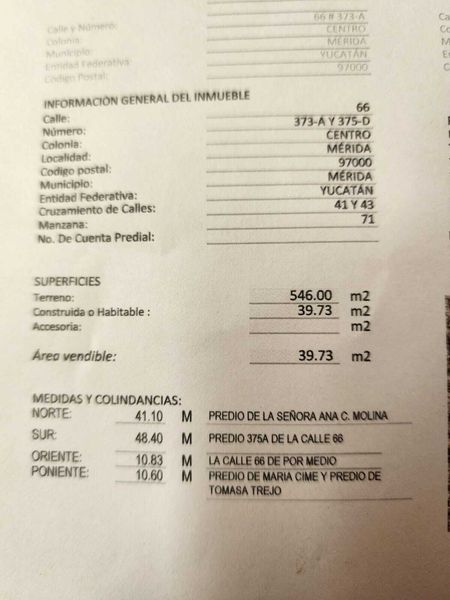 66 # 373-A
Calle y Número: CENTRO
Colonia: MÉRIDA
Municipio: YUCATÁN
Entidad Federativa: 97000
Codigo Postal:
INFORMACIÓN GENERAL DEL INMUEBLE
Calle: 66
Número: 373-A Y 375-D
Colonia: CENTRO
Localidad: MÉRIDA
Codigo postal: 97000
Municipio: MÉRIDA
Entidad Federativa: YUCATÁN
Cruzamiento de Calles: 41 Y 43
Manzana: 71
No. De Cuenta Predial:
SUPERFICIES
Terreno: 546.00 m2
Construida o Habitable : 39.73 m2
Accesoria: m2
Área vendible: 39.73 m2
MEDIDAS Y COLINDANCIAS:
NORTE: 41.10 M PREDIO DE LA SEÑORA ANA C. MOLINA
SUR: 48.40 M PREDIO 375A DE LA CALLE 66
ORIENTE: 10.83 M LA CALLE 66 DE POR MEDIO
PONIENTE: 10.60 M PREDIO DE MARIA CIME Y PREDIO DE
TOMASA TREJO